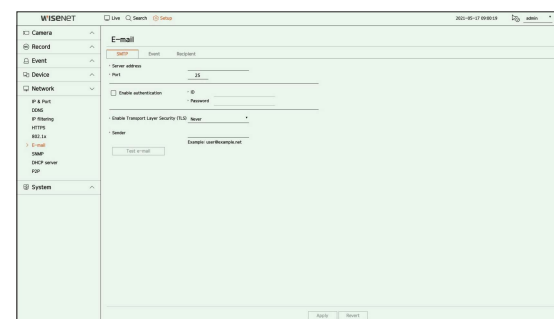 WISENET
Live Search Setup 2021-05-17 09:00:19 admin
Camera
Record
Event
Device
Network
IP & Port
DDNS
IP filtering
HTTPS
802.1x
E-mail
SNMP
DHCP server
P2P
System
E-mail
SMTP Event Recipient
Server address
Port 25
Enable authentication
ID
Password
Enable Transport Layer Security (TLS) Never
Sender
Example-user@example.net
Test e-mail
Apply Revert